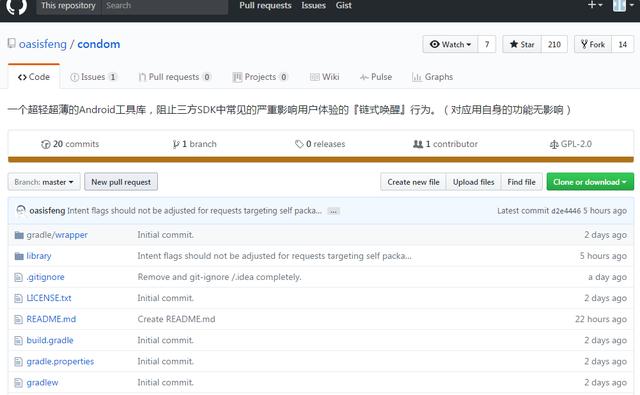 This repository Search Pull requests Issues Gist
oasisfeng / condom Watch 7 Star 210 Fork 14
Code Issues 1 Pull requests 0 Projects 0 Wiki Pulse Graphs
一个超轻超薄的Android工具库，阻止三方SDK中常见的严重影响用户体验的『链式唤醒』行为。（对应用自身的功能无影响）
20 commits 1 branch 0 releases 1 contributor GPL-2.0
Branch: master New pull request Create new file Upload files Find file Clone or download
oasisfeng Intent flags should not be adjusted for requests targeting self packa... ... Latest commit d2e4446 5 hours ago
gradle/wrapper Initial commit. 2 days ago
library Intent flags should not be adjusted for requests targeting self packa... 5 hours ago
.gitignore Remove and git-ignore /.idea completely. a day ago
LICENSE.txt Initial commit. 2 days ago
README.md Create README.md 22 hours ago
build.gradle Initial commit. 2 days ago
gradle.properties Initial commit. 2 days ago
gradlew Initial commit. 2 days ago